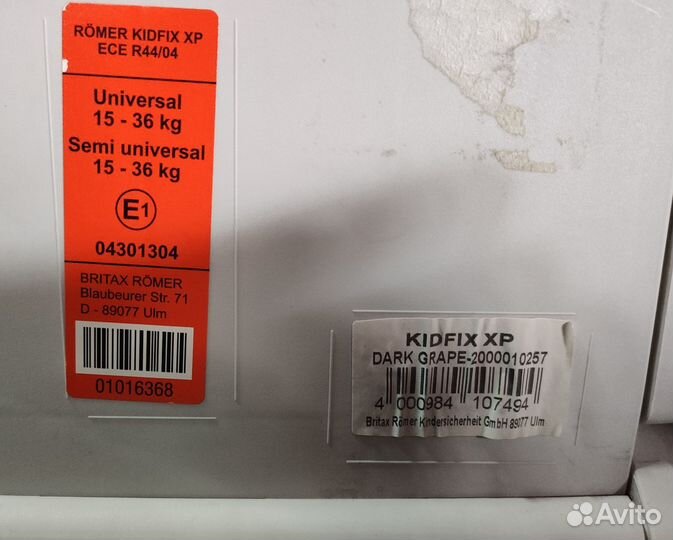 RÖMER KIDFIX XP
ECE R44/04
Universal
15 - 36 kg
Semi universal
15 - 36 kg
E1
04301304
BRITAX RÖMER
Blaubeurer Str. 71
D - 89077 Ulm
01016368
KIDFIX XP
DARK GRAPE-2000010257
4 000984 107494
Britax Römer Kindersicherheit GmbH 89077 Ulm
Avito